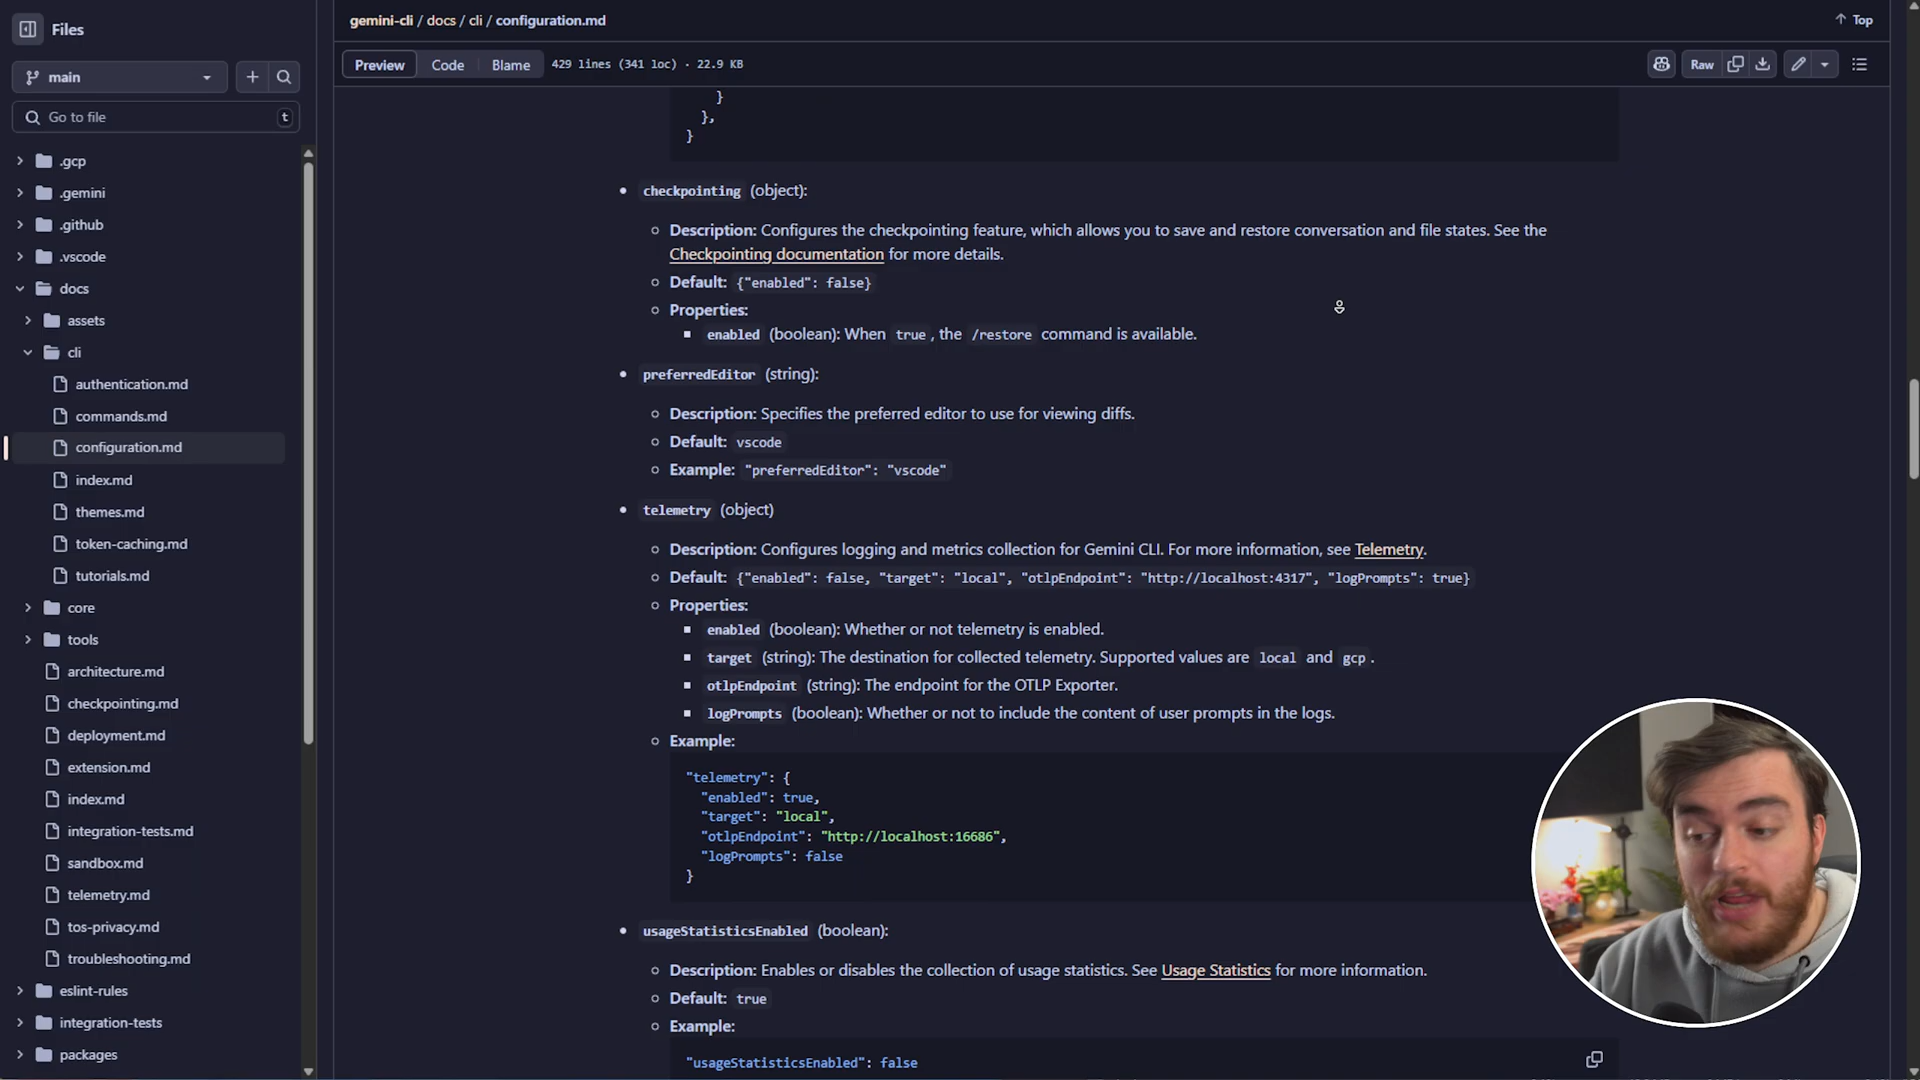 Files
main
Go to file
t
.gcp
.gemini
.github
.vscode
docs
assets
cli
authentication.md
commands.md
configuration.md
index.md
themes.md
token-caching.md
tutorials.md
core
tools
architecture.md
checkpointing.md
deployment.md
extension.md
index.md
integration-tests.md
sandbox.md
telemetry.md
tos-privacy.md
troubleshooting.md
eslint-rules
integration-tests
packages
gemini-cli / docs / cli / configuration.md
Top
Preview
Code
Blame
429 lines (341 loc) · 22.9 KB
Raw
}
},
}
checkpointing (object):
Description: Configures the checkpointing feature, which allows you to save and restore conversation and file states. See the
Checkpointing documentation for more details.
Default: {"enabled": false}
Properties:
enabled (boolean): When true, the /restore command is available.
preferredEditor (string):
Description: Specifies the preferred editor to use for viewing diffs.
Default: vscode
Example: "preferredEditor": "vscode"
telemetry (object)
Description: Configures logging and metrics collection for Gemini CLI. For more information, see Telemetry.
Default: {"enabled": false, "target": "local", "otlpEndpoint": "http://localhost:4317", "logPrompts": true}
Properties:
enabled (boolean): Whether or not telemetry is enabled.
target (string): The destination for collected telemetry. Supported values are local and gcp.
otlpEndpoint (string): The endpoint for the OTLP Exporter.
logPrompts (boolean): Whether or not to include the content of user prompts in the logs.
Example:
"telemetry": {
"enabled": true,
"target": "local",
"otlpEndpoint": "http://localhost:16686",
"logPrompts": false
}
usageStatisticsEnabled (boolean):
Description: Enables or disables the collection of usage statistics. See Usage Statistics for more information.
Default: true
Example:
"usageStatisticsEnabled": false